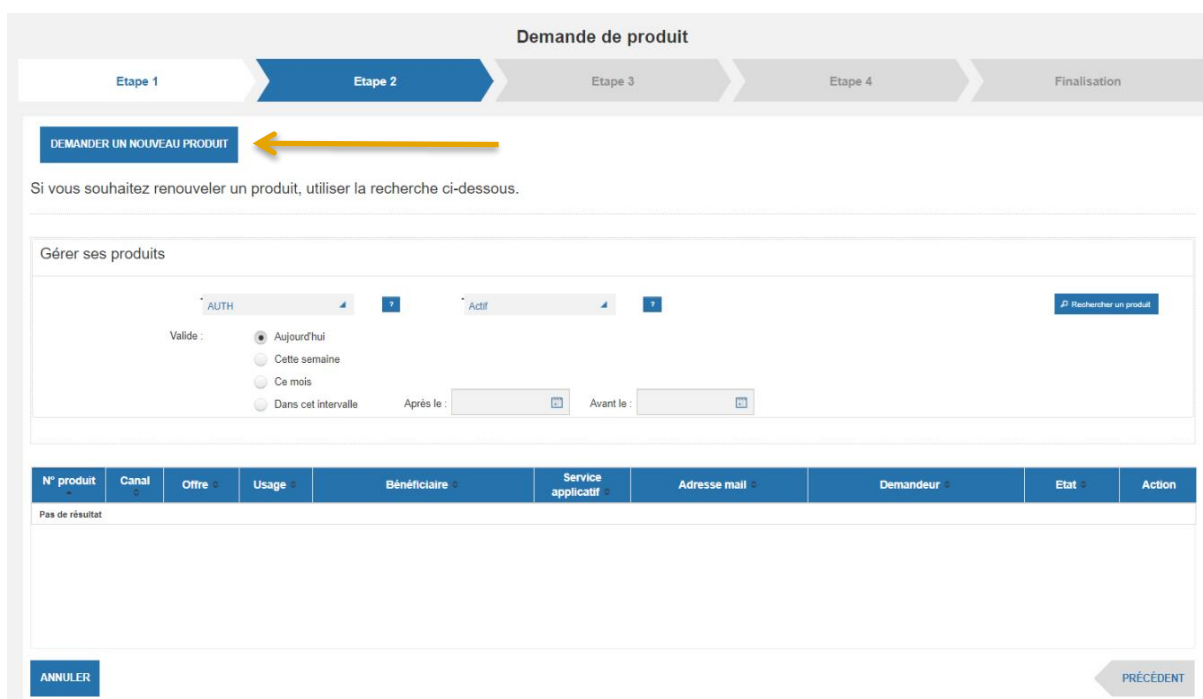 Demande de produit
Etape 1 Etape 2 Etape 3 Etape 4 Finalisation
DEMANDER UN NOUVEAU PRODUIT
Si vous souhaitez renouveler un produit, utiliser la recherche ci-dessous.
Gérer ses produits
* AUTH ? * Actif ? Rechercher un produit
Valide : Aujourd'hui
Cette semaine
Ce mois
Dans cet intervalle Après le : Avant le :
N° produit Canal Offre Usage Bénéficiaire Service applicatif Adresse mail Demandeur Etat Action
Pas de résultat
ANNULER PRÉCÉDENT